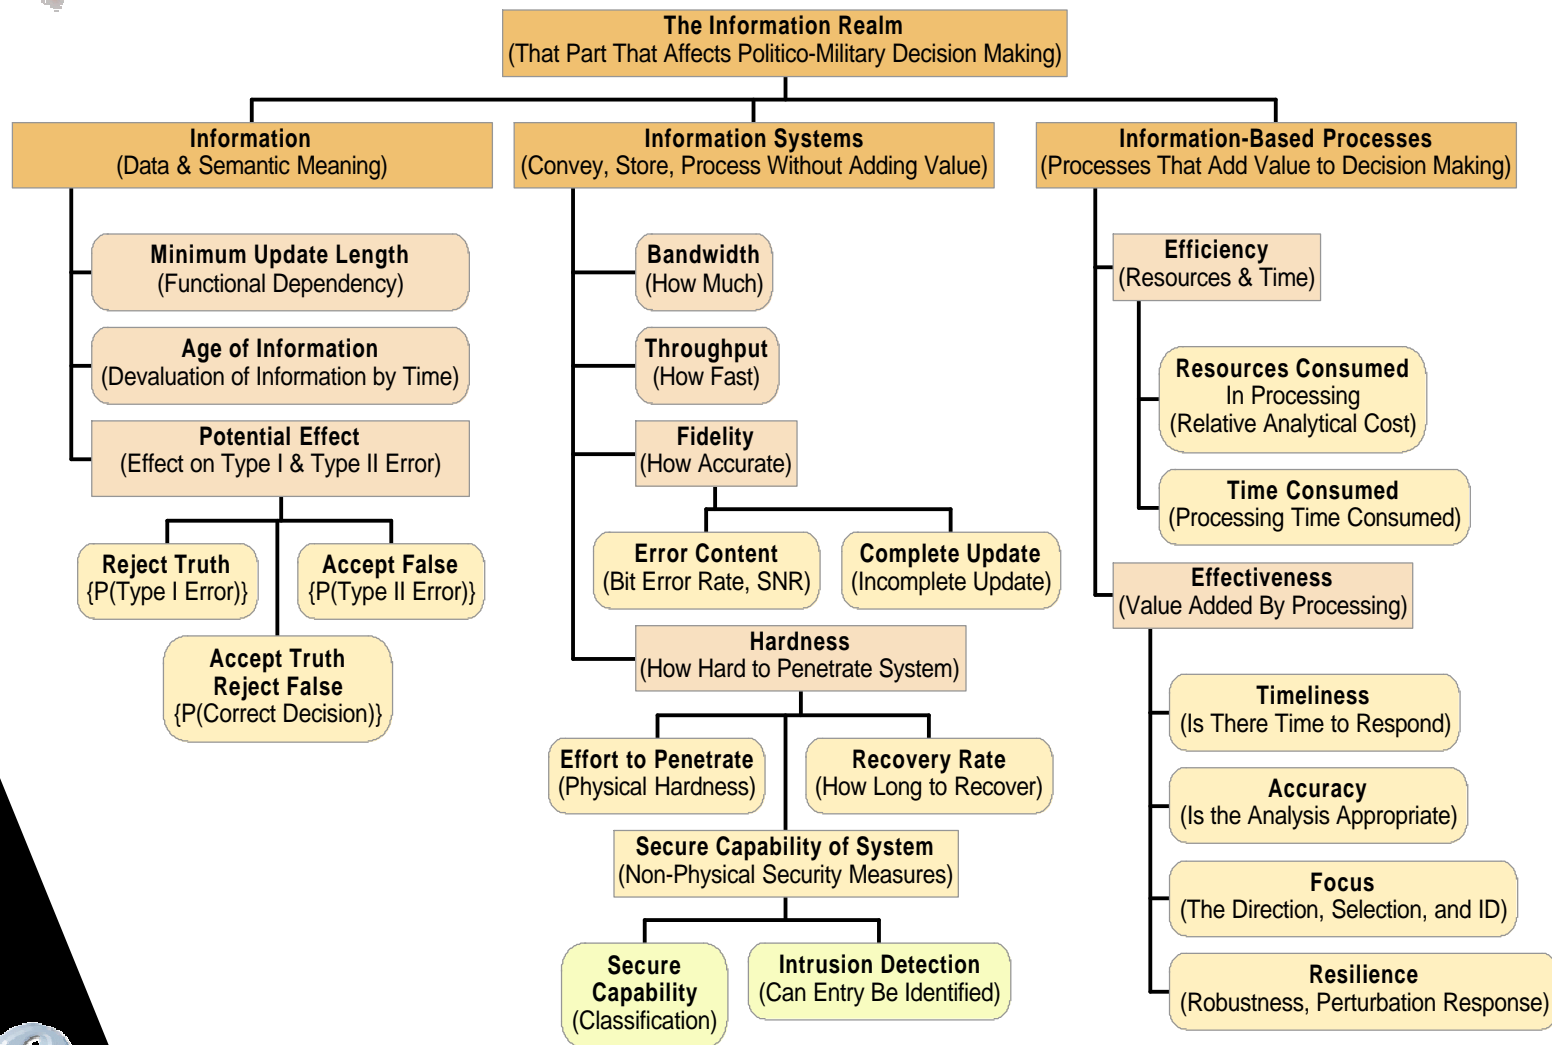 The Information Realm
(That Part That Affects Politico-Military Decision Making)
Information
(Data & Semantic Meaning)
Minimum Update Length
(Functional Dependency)
Age of Information
(Devaluation of Information by Time)
Potential Effect
(Effect on Type I & Type II Error)
Reject Truth
{P(Type I Error)}
Accept False
{P(Type II Error)}
Accept Truth
Reject False
{P(Correct Decision)}
Information Systems
(Convey, Store, Process Without Adding Value)
Bandwidth
(How Much)
Throughput
(How Fast)
Fidelity
(How Accurate)
Error Content
(Bit Error Rate, SNR)
Complete Update
(Incomplete Update)
Hardness
(How Hard to Penetrate System)
Effort to Penetrate
(Physical Hardness)
Recovery Rate
(How Long to Recover)
Secure Capability of System
(Non-Physical Security Measures)
Secure
Capability
(Classification)
Intrusion Detection
(Can Entry Be Identified)
Information-Based Processes
(Processes That Add Value to Decision Making)
Efficiency
(Resources & Time)
Resources Consumed
In Processing
(Relative Analytical Cost)
Time Consumed
(Processing Time Consumed)
Effectiveness
(Value Added By Processing)
Timeliness
(Is There Time to Respond)
Accuracy
(Is the Analysis Appropriate)
Focus
(The Direction, Selection, and ID)
Resilience
(Robustness, Perturbation Response)